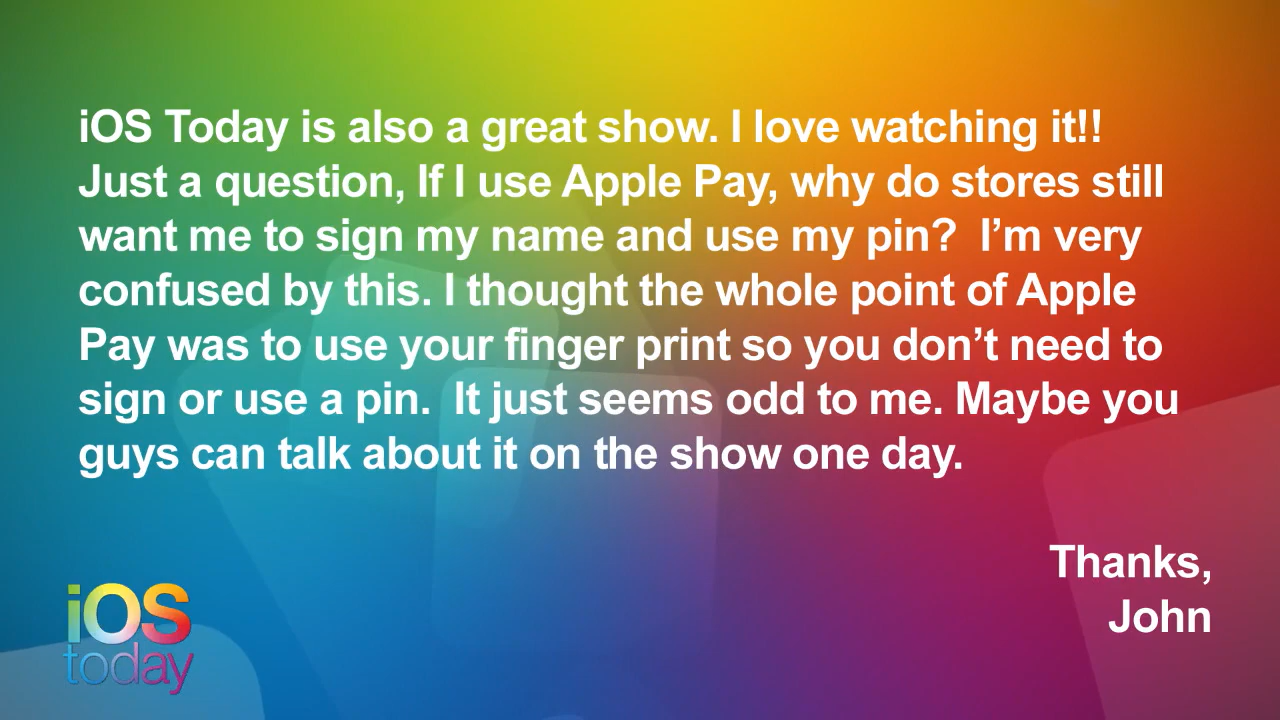 iOS Today is also a great show. I love watching it!!
Just a question, If I use Apple Pay, why do stores still
want me to sign my name and use my pin?  I’m very
confused by this. I thought the whole point of Apple
Pay was to use your finger print so you don’t need to
sign or use a pin.  It just seems odd to me. Maybe you
guys can talk about it on the show one day.
Thanks,
John
iOS
today